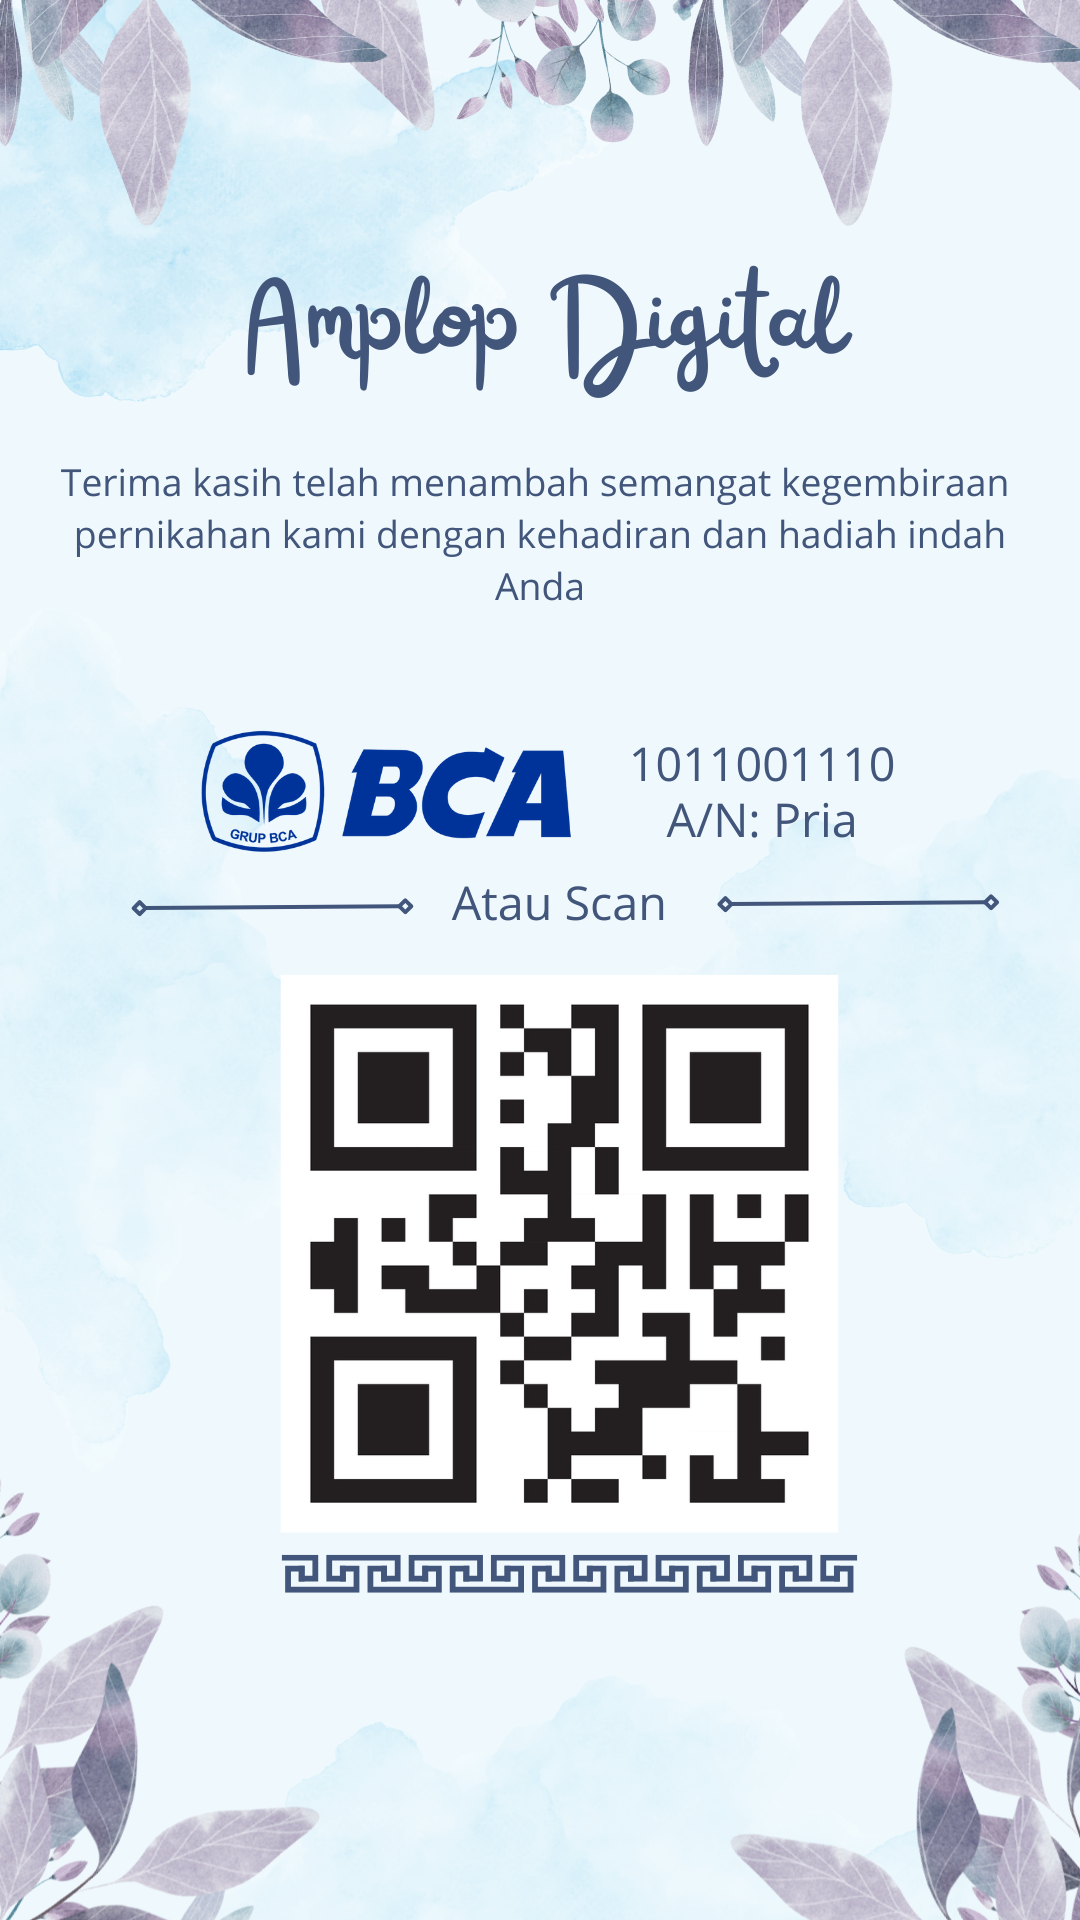 Amplop Digital
Terima kasih telah menambah semangat kegembiraan
pernikahan kami dengan kehadiran dan hadiah indah
Anda
GRUP BCA
BCA
1011001110
A/N: Pria
Atau Scan